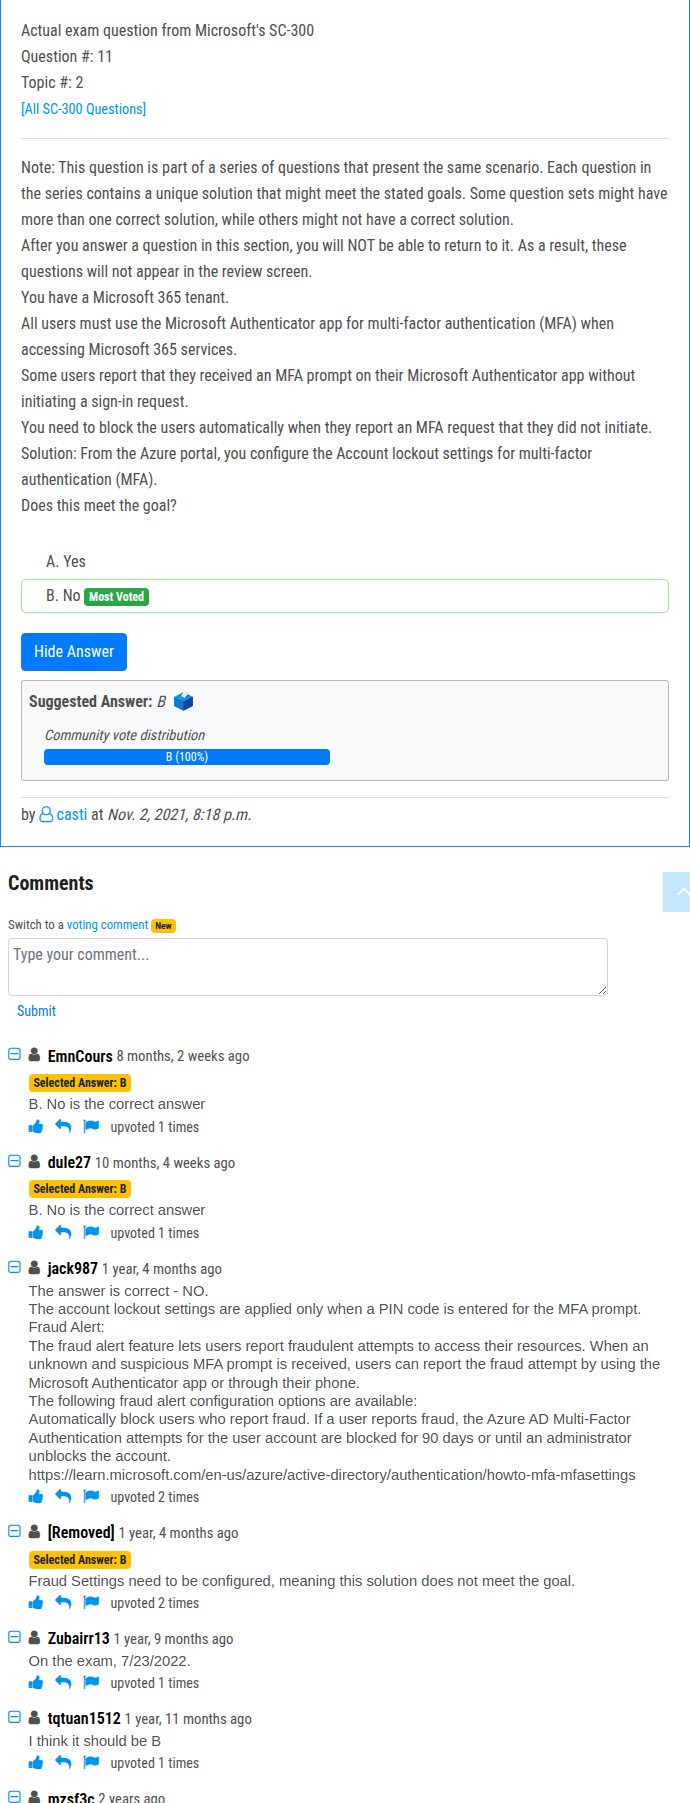 Actual exam question from Microsoft's SC-300
Question #: 11
Topic #: 2
[All SC-300 Questions]
Note: This question is part of a series of questions that present the same scenario. Each question in
the series contains a unique solution that might meet the stated goals. Some question sets might have
more than one correct solution, while others might not have a correct solution.
After you answer a question in this section, you will NOT be able to return to it. As a result, these
questions will not appear in the review screen.
You have a Microsoft 365 tenant.
All users must use the Microsoft Authenticator app for multi-factor authentication (MFA) when
accessing Microsoft 365 services.
Some users report that they received an MFA prompt on their Microsoft Authenticator app without
initiating a sign-in request.
You need to block the users automatically when they report an MFA request that they did not initiate.
Solution: From the Azure portal, you configure the Account lockout settings for multi-factor
authentication (MFA).
Does this meet the goal?
A. Yes
B. No Most Voted
Hide Answer
Suggested Answer: B
Community vote distribution
B (100%)
by casti at Nov. 2, 2021, 8:18 p.m.
Comments
Switch to a voting comment New
Type your comment...
Submit
EmnCours 8 months, 2 weeks ago
Selected Answer: B
B. No is the correct answer
upvoted 1 times
dule27 10 months, 4 weeks ago
Selected Answer: B
B. No is the correct answer
upvoted 1 times
jack987 1 year, 4 months ago
The answer is correct - NO.
The account lockout settings are applied only when a PIN code is entered for the MFA prompt.
Fraud Alert:
The fraud alert feature lets users report fraudulent attempts to access their resources. When an
unknown and suspicious MFA prompt is received, users can report the fraud attempt by using the
Microsoft Authenticator app or through their phone.
The following fraud alert configuration options are available:
Automatically block users who report fraud. If a user reports fraud, the Azure AD Multi-Factor
Authentication attempts for the user account are blocked for 90 days or until an administrator
unblocks the account.
https://learn.microsoft.com/en-us/azure/active-directory/authentication/howto-mfa-mfasettings
upvoted 2 times
[Removed] 1 year, 4 months ago
Selected Answer: B
Fraud Settings need to be configured, meaning this solution does not meet the goal.
upvoted 2 times
Zubairr13 1 year, 9 months ago
On the exam, 7/23/2022.
upvoted 1 times
tqtuan1512 1 year, 11 months ago
I think it should be B
upvoted 1 times
mzsf3c 2 years ago